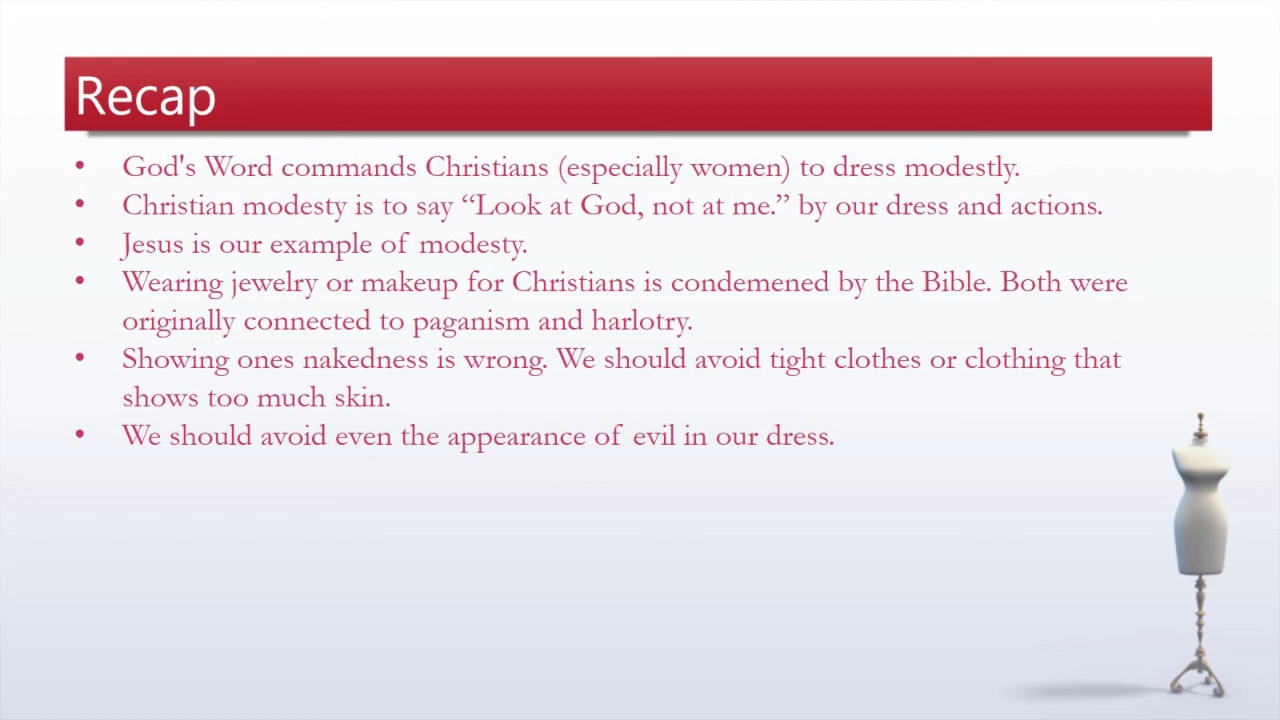 Recap
• God's Word commands Christians (especially women) to dress modestly.
• Christian modesty is to say “Look at God, not at me.” by our dress and actions.
• Jesus is our example of modesty.
• Wearing jewelry or makeup for Christians is condemened by the Bible. Both were
originally connected to paganism and harlotry.
• Showing ones nakedness is wrong. We should avoid tight clothes or clothing that
shows too much skin.
• We should avoid even the appearance of evil in our dress.